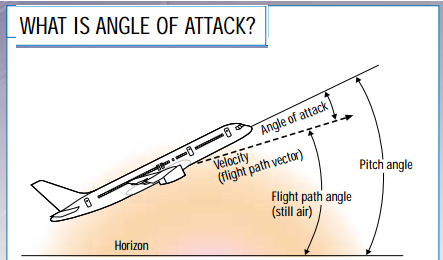 WHAT IS ANGLE OF ATTACK?
Angle of attack
Velocity
(flight path vector)
Pitch angle
Flight path angle
(still air)
Horizon